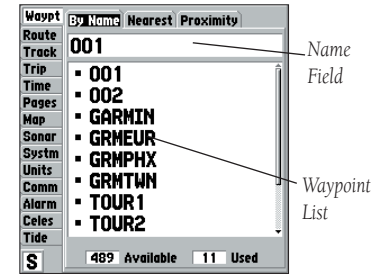 Waypt
Route
Track
Trip
Time
Pages
Map
Sonar
Systm
Units
Comm
Alarm
Celes
Tide
S
By Name Nearest Proximity
001
001
002
GARMIN
GRMEUR
GRMPHX
GRMTWN
TOUR1
TOUR2
489 Available 11 Used
Name
Field
Waypoint
List